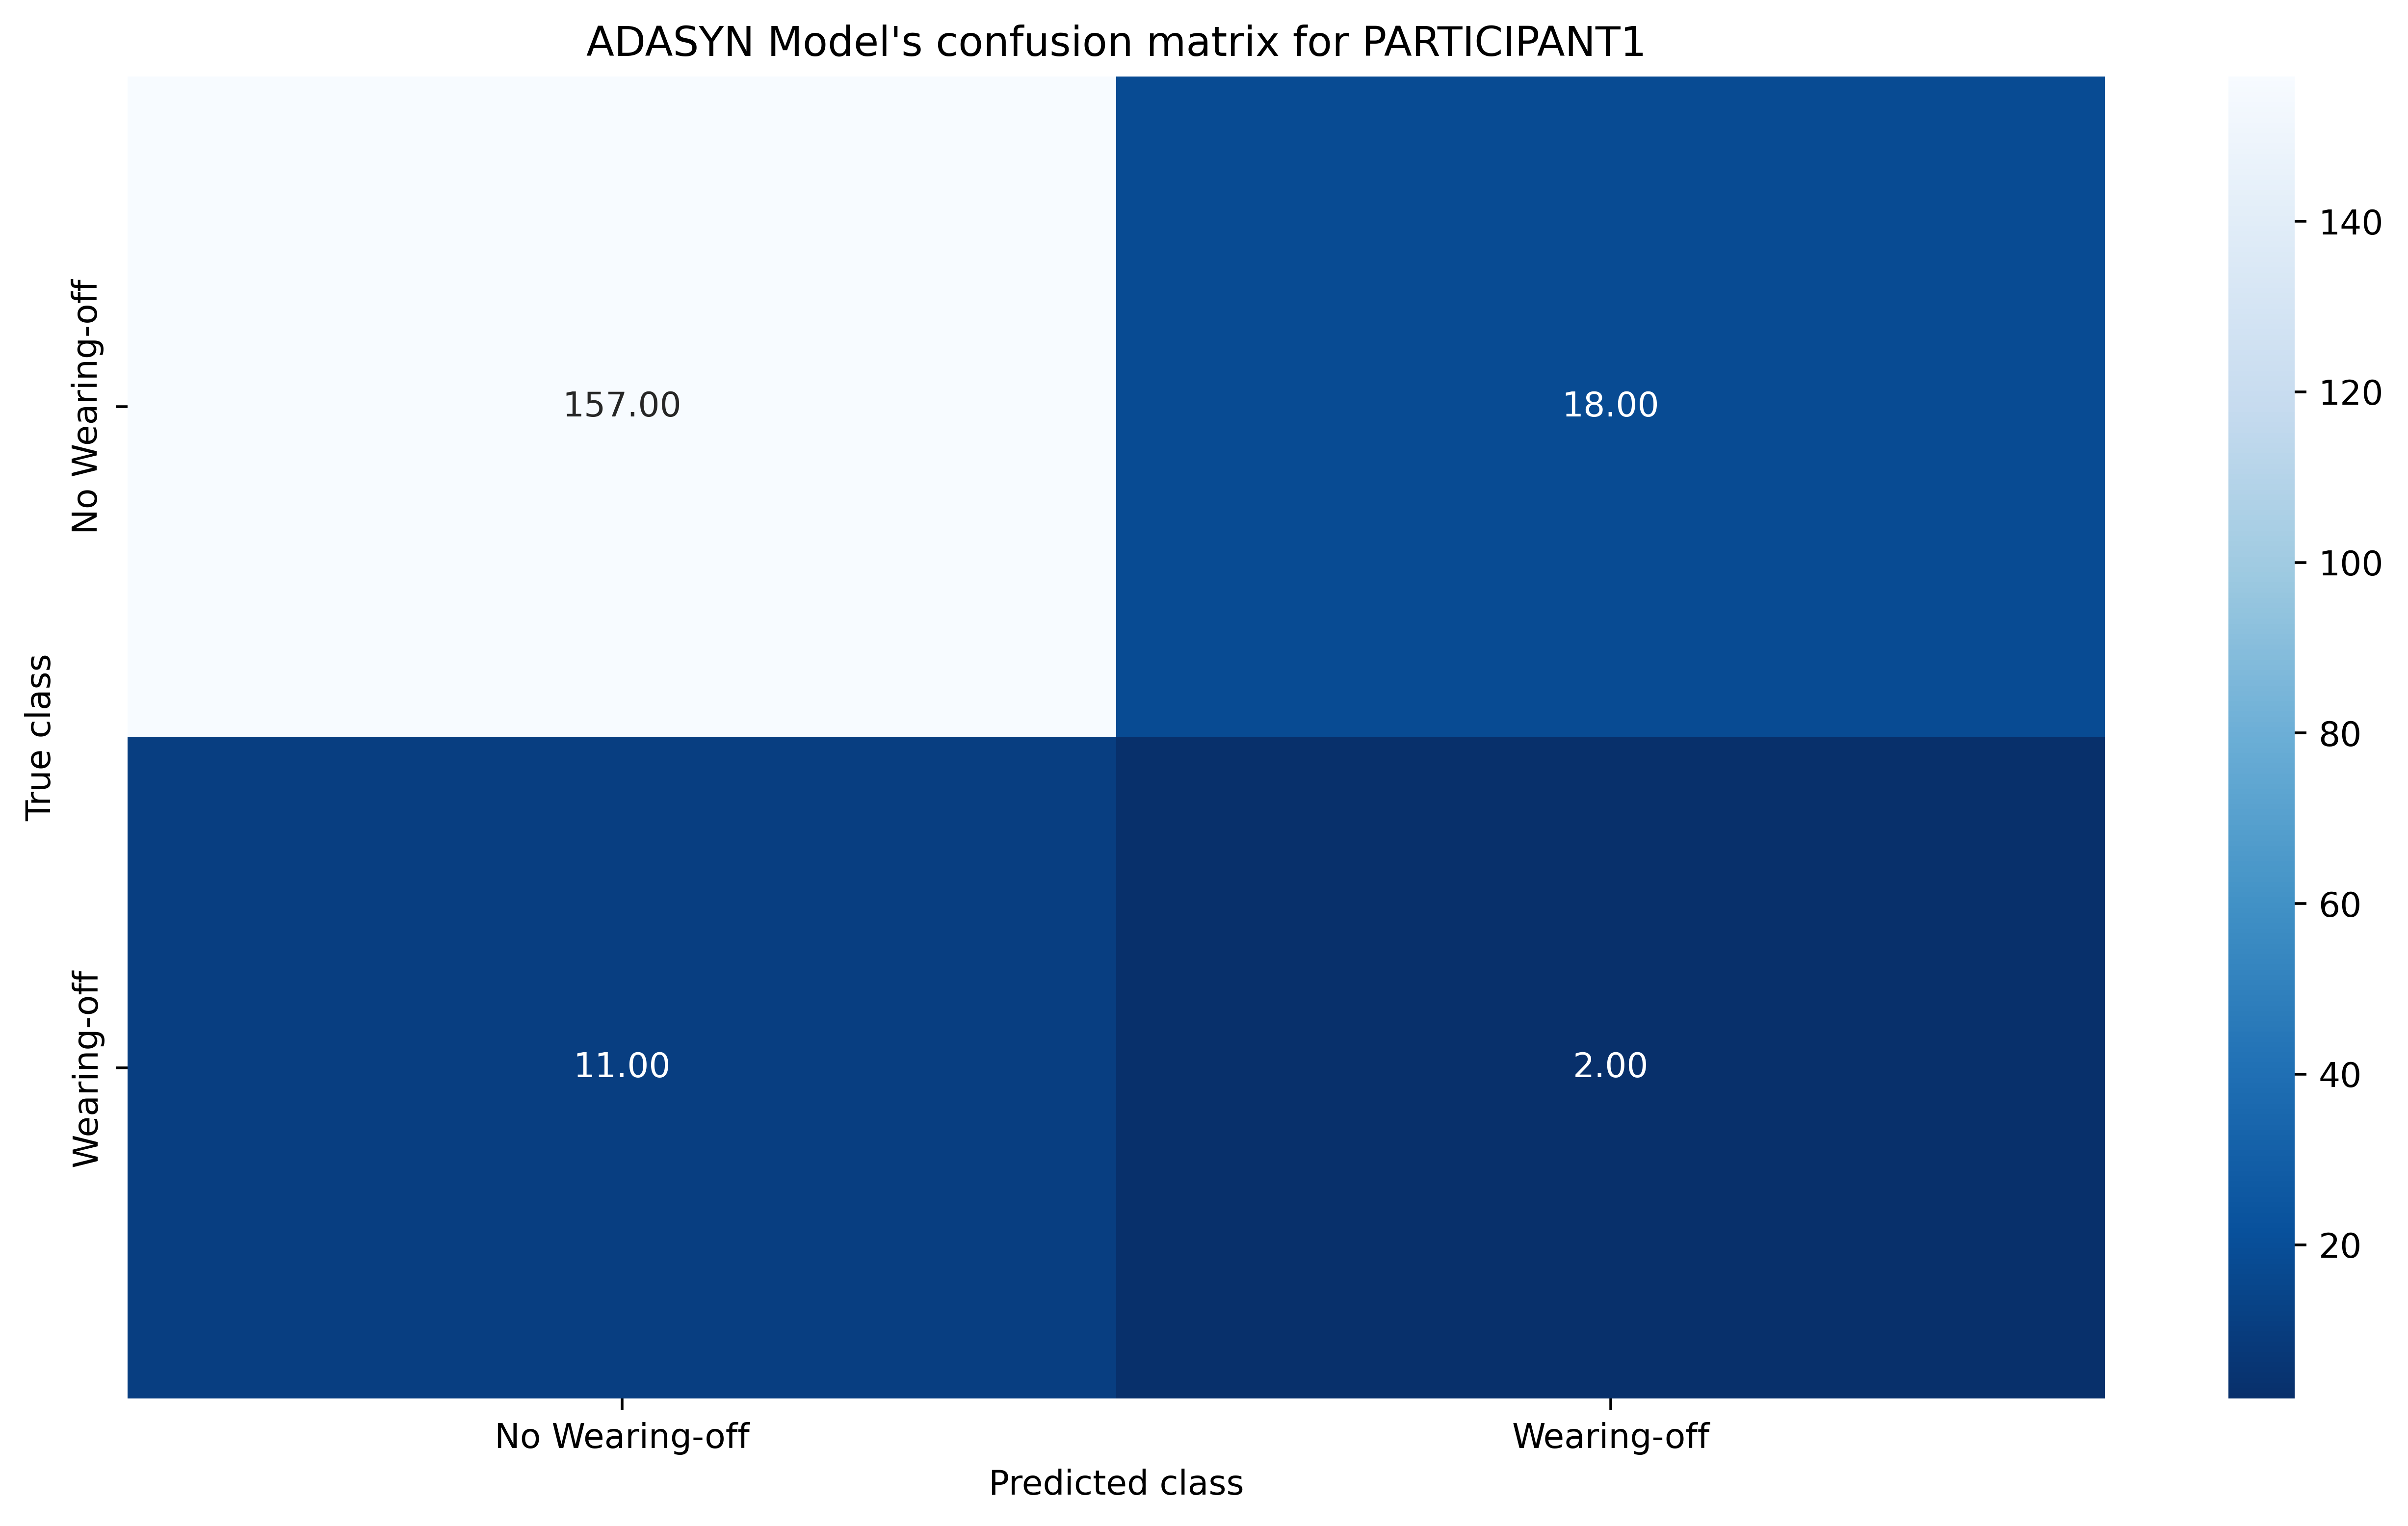 ADASYN Model's confusion matrix for PARTICIPANT1
True class
No Wearing-off
157.00
18.00
Wearing-off
11.00
2.00
No Wearing-off
Wearing-off
Predicted class
140
120
100
80
60
40
20